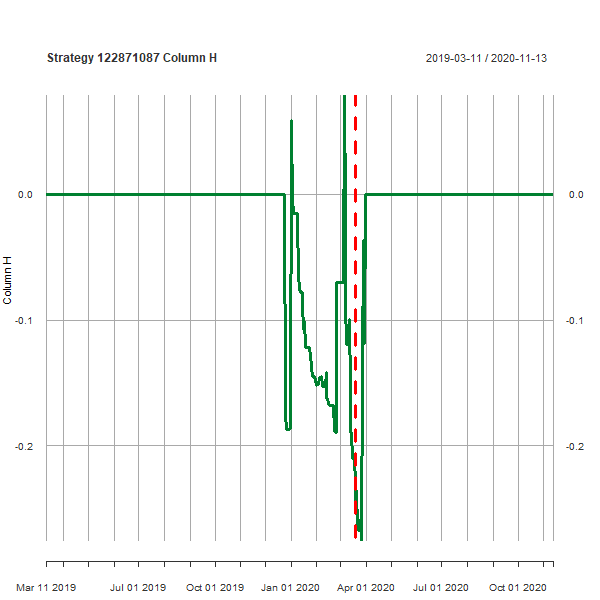 Strategy 122871087 Column H
2019-03-11 / 2020-11-13
0.0
0.0
-0.1
-0.1
-0.2
-0.2
Column H
Mar 11 2019
Jul 01 2019
Oct 01 2019
Jan 01 2020
Apr 01 2020
Jul 01 2020
Oct 01 2020